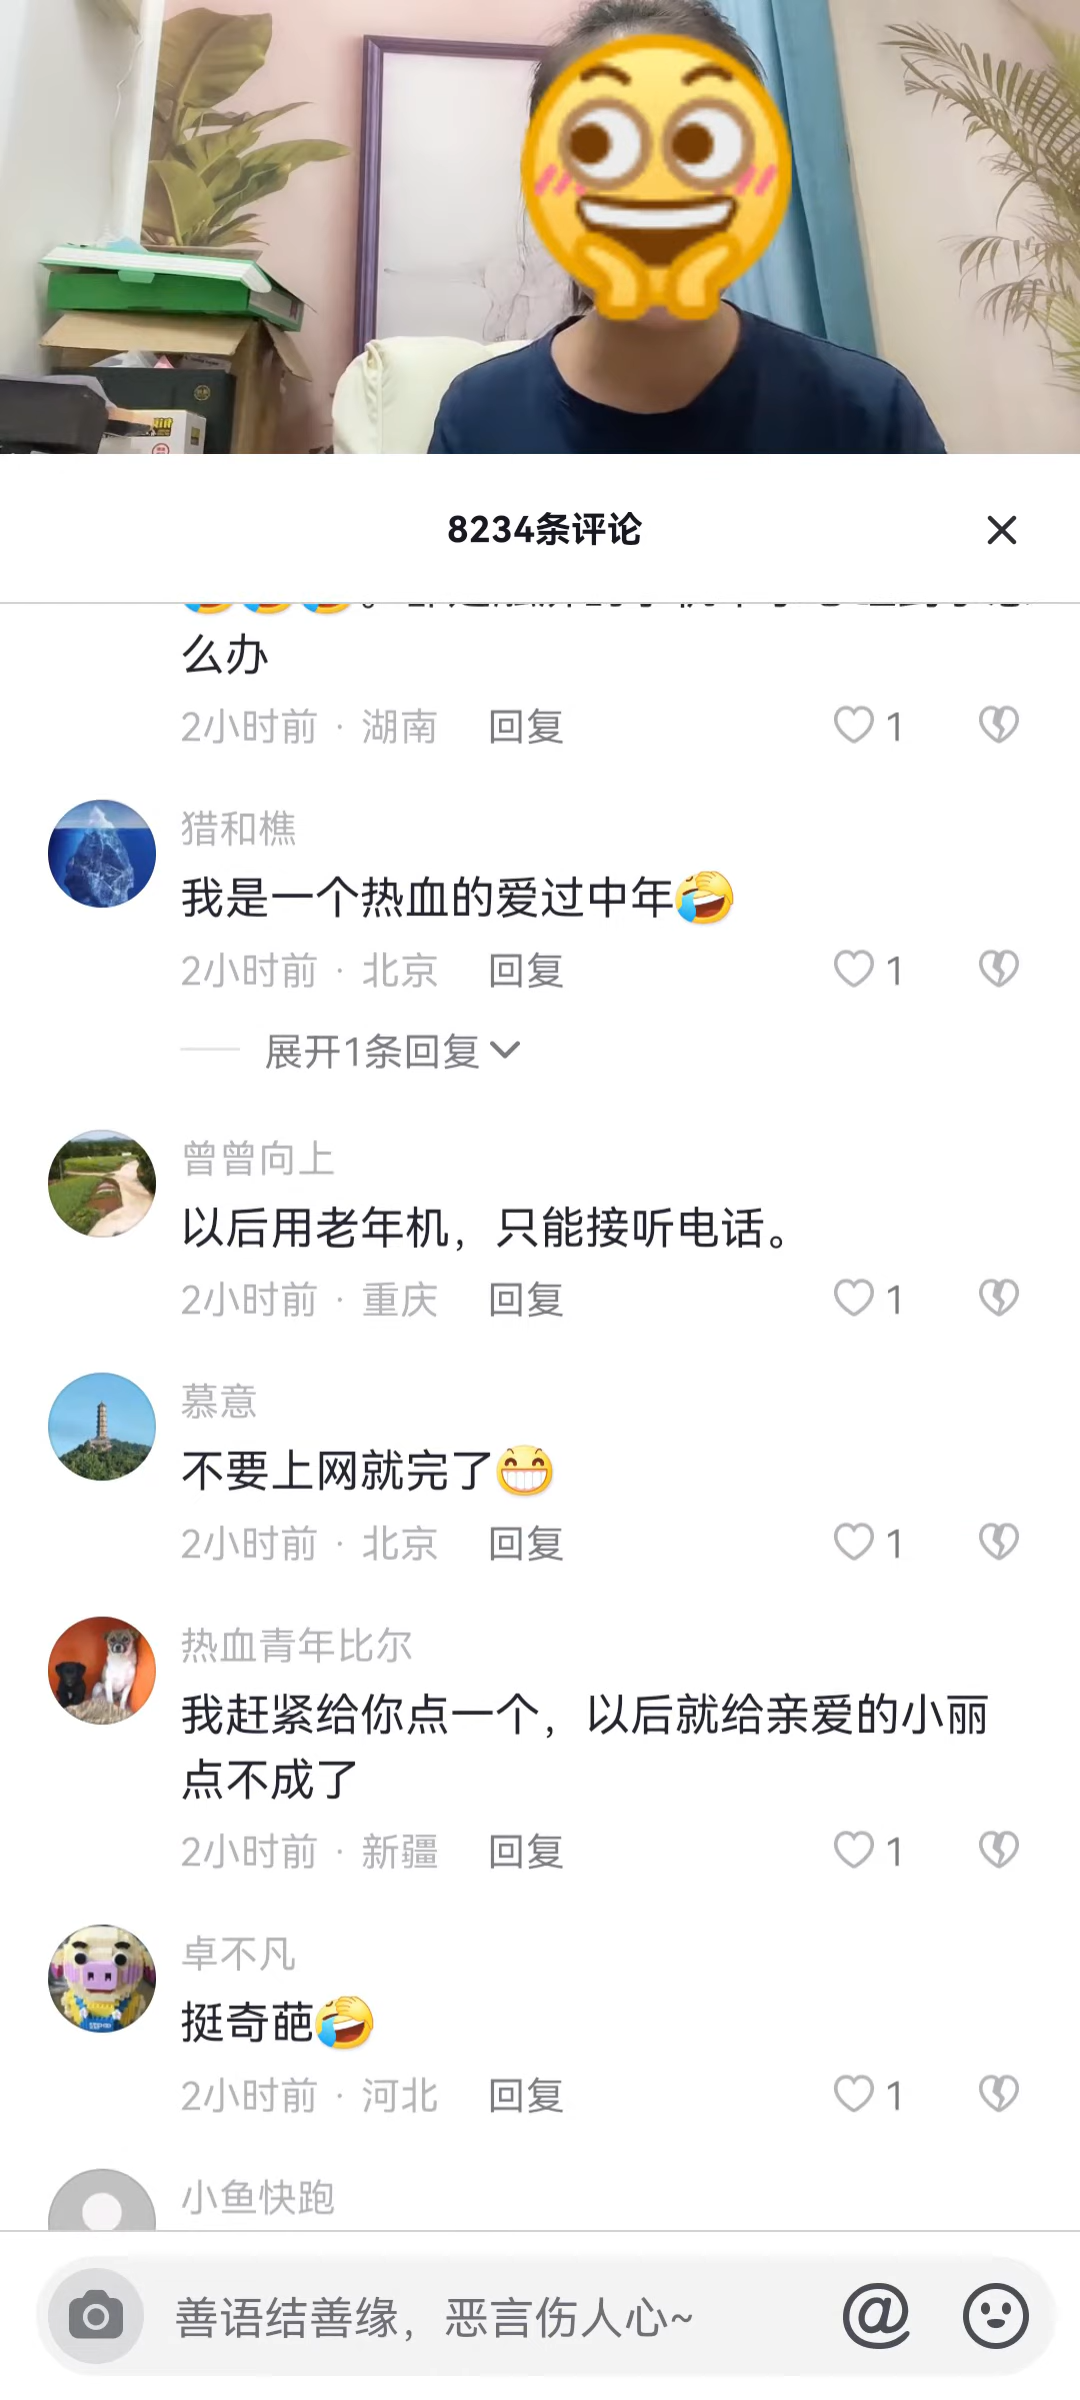 8234条评论
么办
2小时前 · 湖南 回复 1
猎和樵
我是一个热血的爱过中年🤣
2小时前 · 北京 回复 1
展开1条回复
曾曾向上
以后用老年机，只能接听电话。
2小时前 · 重庆 回复 1
慕意
不要上网就完了😁
2小时前 · 北京 回复 1
热血青年比尔
我赶紧给你点一个，以后就给亲爱的小丽
点不成了
2小时前 · 新疆 回复 1
卓不凡
挺奇葩🤣
2小时前 · 河北 回复 1
小鱼快跑
善语结善缘，恶言伤人心~